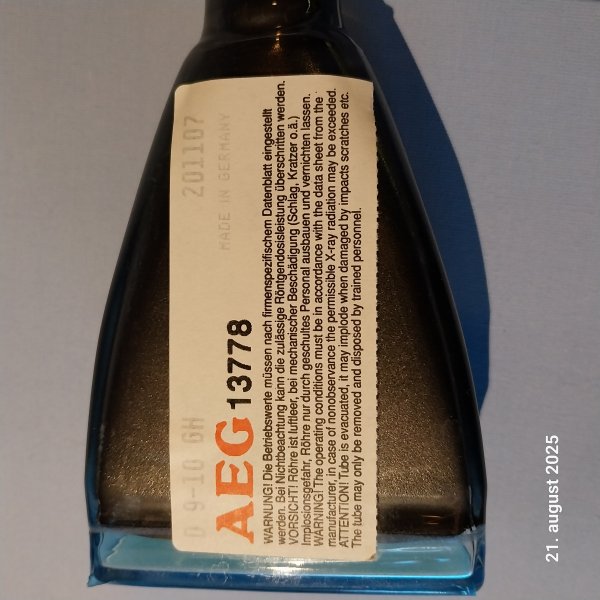 D 9-10 GH
201107
MADE IN GERMANY
AEG 13778
WARNUNG! Die Betriebswerte müssen nach firmenspezifischem Datenblatt eingestellt
werden. Bei Nichtbeachtung kann die zulässige Röntgendosisleistung überschritten werden.
VORSICHT! Röhre ist luftleer, bei mechanischer Beschädigung (Schlag, Kratzer o.ä.)
Implosionsgefahr, Röhre nur durch geschultes Personal ausbauen und vernichten lassen.
WARNING! The operating conditions must be in accordance with the data sheet from the
manufacturer, in case of nonobservance the permissible X-ray radiation may be exceeded.
ATTENTION! Tube is evacuated, it may implode when damaged by impacts scratches etc.
The tube may only be removed and disposed by trained personnel.
21. august 2025